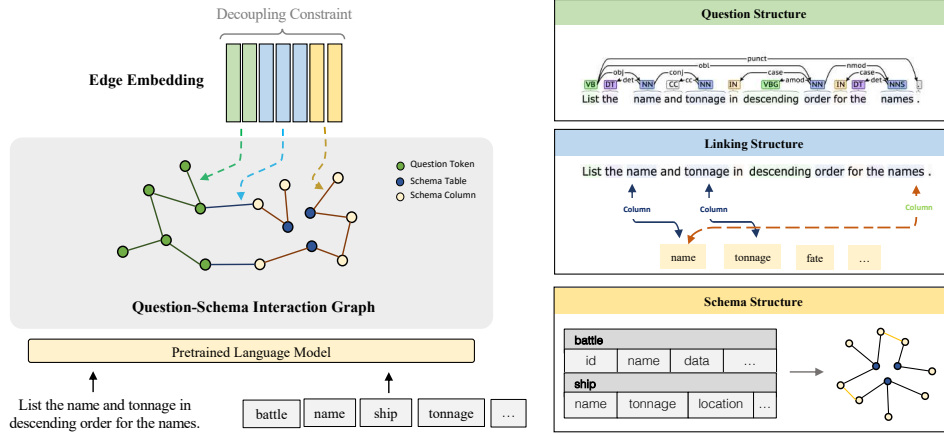 Decoupling Constraint
Edge Embedding
Question Token
Schema Table
Schema Column
Question-Schema Interaction Graph
Pretrained Language Model
List the name and tonnage in
descending order for the names.
battle name ship tonnage ...
Question Structure
punct
obl
obj conj case nmod
det cc amod case det
VB DT NN CC NN IN VBG NN IN DT NNS .
List the name and tonnage in descending order for the names .
Linking Structure
List the name and tonnage in descending order for the names .
Column Column Column
name tonnage fate ...
Schema Structure
battle
id name data ...
ship
name tonnage location ...